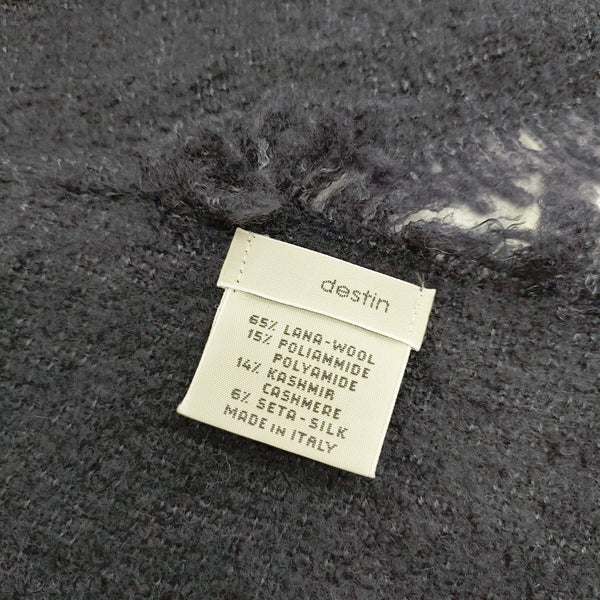 destin
65% LANA-WOOL
15% POLIAMMIDE
POLYAMIDE
14% KASHMIR
CASHMERE
6% SETA-SILK
MADE IN ITALY